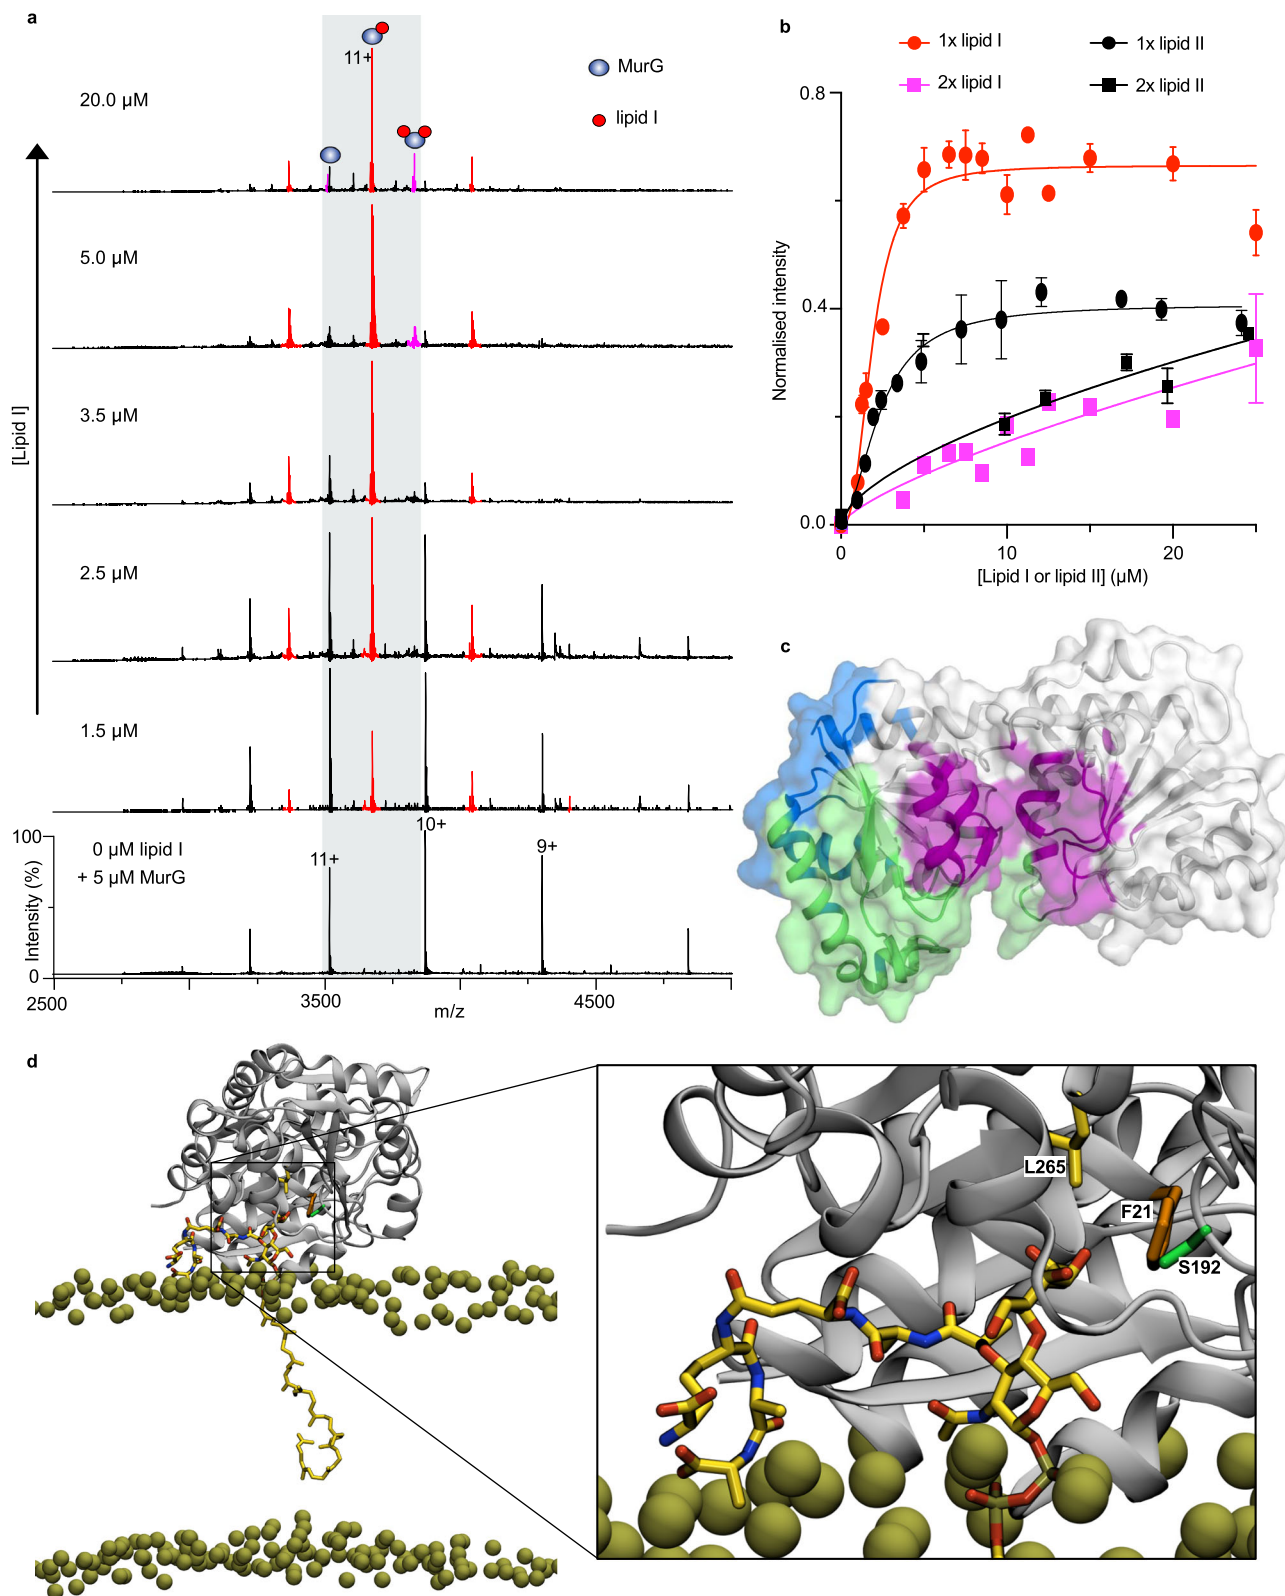 a
11+
20.0 µM
MurG
lipid I
5.0 µM
3.5 µM
[Lipid I]
2.5 µM
1.5 µM
100
0 µM lipid I
+ 5 µM MurG
11+
10+
9+
Intensity (%)
0
2500
3500
4500
m/z
b
1x lipid I
1x lipid II
2x lipid I
2x lipid II
0.8
0.4
0.0
Normalised intensity
0
10
20
[Lipid I or lipid II] (µM)
c
d
L265
F21
S192